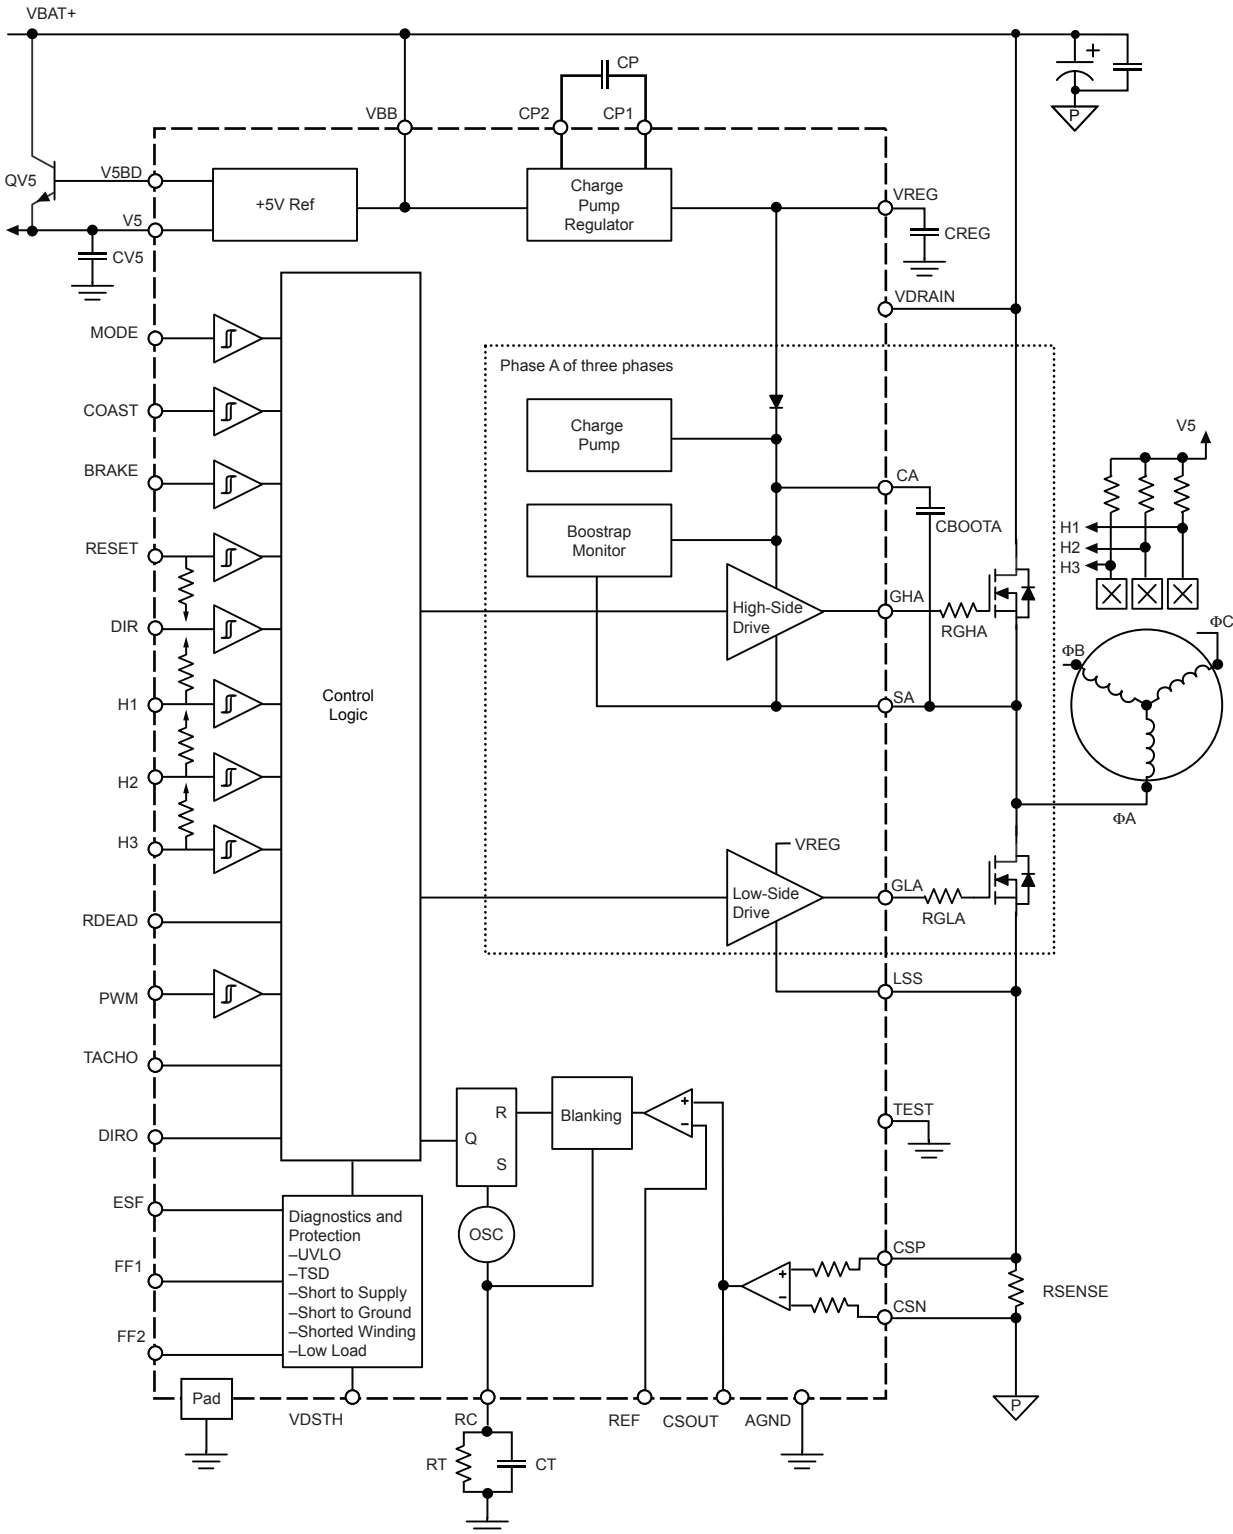 VBAT+
CP
VBB
CP2
CP1
P
QV5
V5BD
+5V Ref
Charge
Pump
Regulator
VREG
V5
CV5
CREG
VDRAIN
MODE
Phase A of three phases
COAST
Charge
Pump
V5
BRAKE
CA
CBOOTA
Boostrap
Monitor
H1
H2
H3
RESET
High-Side
Drive
GHA
RGHA
DIR
ΦC
ΦB
Control
Logic
H1
SA
H2
ΦA
H3
VREG
Low-Side
Drive
GLA
RGLA
RDEAD
LSS
PWM
TACHO
R
Q
S
Blanking
+
–
TEST
DIRO
ESF
Diagnostics and
Protection
–UVLO
–TSD
–Short to Supply
–Short to Ground
–Shorted Winding
–Low Load
OSC
CSP
+
–
CSN
RSENSE
FF1
FF2
Pad
VDSTH
RC
REF
CSOUT
AGND
P
RT
CT